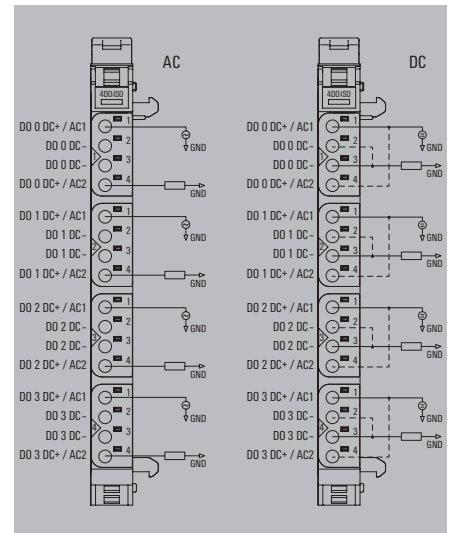 AC
DC
4DO ISO
4DO ISO
DO 0 DC+ / AC1 1
DO 0 DC- 2
GND
DO 0 DC- 1 3
DO 0 DC+ / AC2 4
GND
DO 1 DC+ / AC1 1
DO 1 DC- 2
GND
DO 1 DC- 2 3
DO 1 DC+ / AC2 4
GND
DO 2 DC+ / AC1 1
DO 2 DC- 2
GND
DO 2 DC- 3 3
DO 2 DC+ / AC2 4
GND
DO 3 DC+ / AC1 1
DO 3 DC- 2
GND
DO 3 DC- 4 3
DO 3 DC+ / AC2 4
GND
DO 0 DC+ / AC1 1
DO 0 DC- 2
GND
DO 0 DC- 1 3
GND
DO 0 DC+ / AC2 4
DO 1 DC+ / AC1 1
DO 1 DC- 2
GND
DO 1 DC- 2 3
GND
DO 1 DC+ / AC2 4
DO 2 DC+ / AC1 1
DO 2 DC- 2
GND
DO 2 DC- 3 3
GND
DO 2 DC+ / AC2 4
DO 3 DC+ / AC1 1
DO 3 DC- 2
GND
DO 3 DC- 4 3
GND
DO 3 DC+ / AC2 4